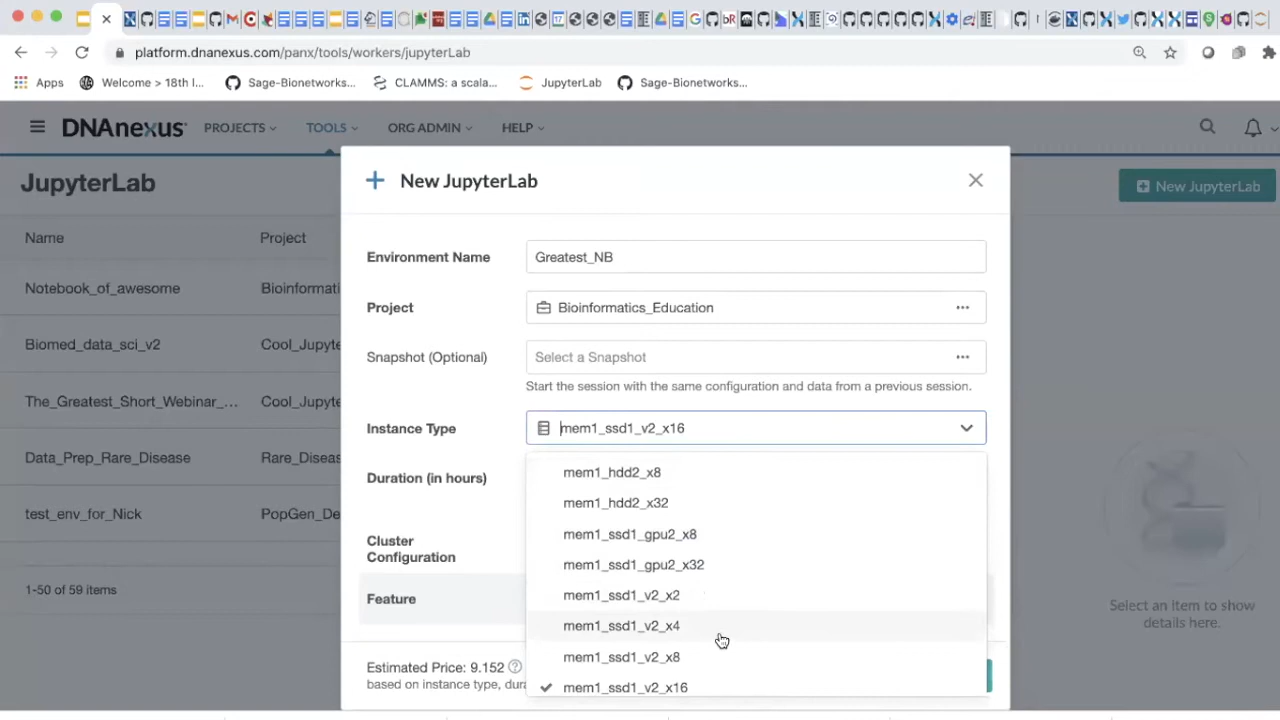 platform.dnanexus.com/panx/tools/workers/jupyterLab
Apps Welcome > 18th I... Sage-Bionetworks... CLAMMS: a scala... JupyterLab Sage-Bionetworks...
DNAnexus PROJECTS TOOLS ORG ADMIN HELP
JupyterLab
New JupyterLab
Name Project
Notebook_of_awesome Bioinformati
Biomed_data_sci_v2 Cool_Jupyte
The_Greatest_Short_Webinar_... Cool_Jupyte
Data_Prep_Rare_Disease Rare_Diseas
test_env_for_Nick PopGen_De
1-50 of 59 items
New JupyterLab
Environment Name Greatest_NB
Project Bioinformatics_Education
Snapshot (Optional) Select a Snapshot
Start the session with the same configuration and data from a previous session.
Instance Type mem1_ssd1_v2_x16
mem1_hdd2_x8
Duration (in hours)
mem1_hdd2_x32
mem1_ssd1_gpu2_x8
Cluster
Configuration
mem1_ssd1_gpu2_x32
Feature
mem1_ssd1_v2_x2
mem1_ssd1_v2_x4
mem1_ssd1_v2_x8
mem1_ssd1_v2_x16
Estimated Price: 9.152
based on instance type, dura
Select an item to show
details here.